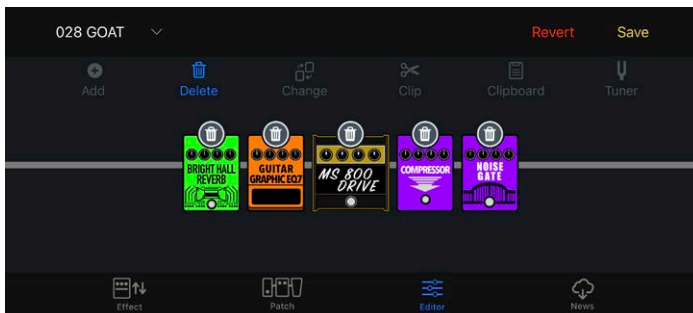 028 GOAT
Revert
Save
Add
Delete
Change
Clip
Clipboard
Tuner
BRIGHT HALL
REVERB
GUITAR
GRAPHIC EQ7
MS 800
DRIVE
COMPRESSOR
NOISE
GATE
Effect
Patch
Editor
News